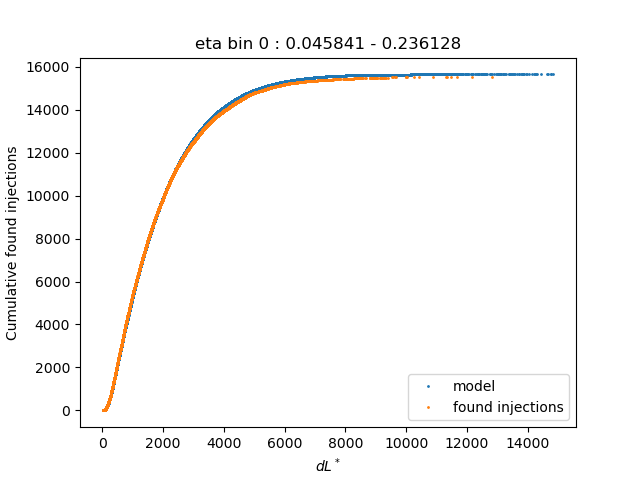 eta bin 0 : 0.045841 - 0.236128
16000
14000
12000
10000
8000
6000
4000
2000
0
Cumulative found injections
model
found injections
0 2000 4000 6000 8000 10000 12000 14000
dL*